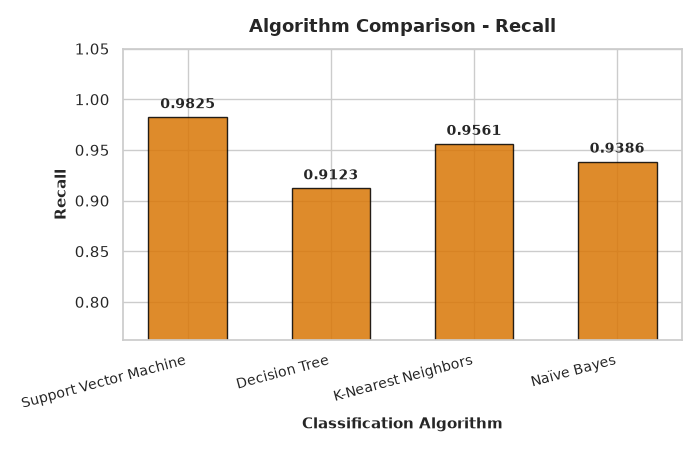 Algorithm Comparison - Recall
Recall
1.05
1.00
0.95
0.90
0.85
0.80
0.9825
0.9123
0.9561
0.9386
Support Vector Machine
Decision Tree
K-Nearest Neighbors
Naïve Bayes
Classification Algorithm